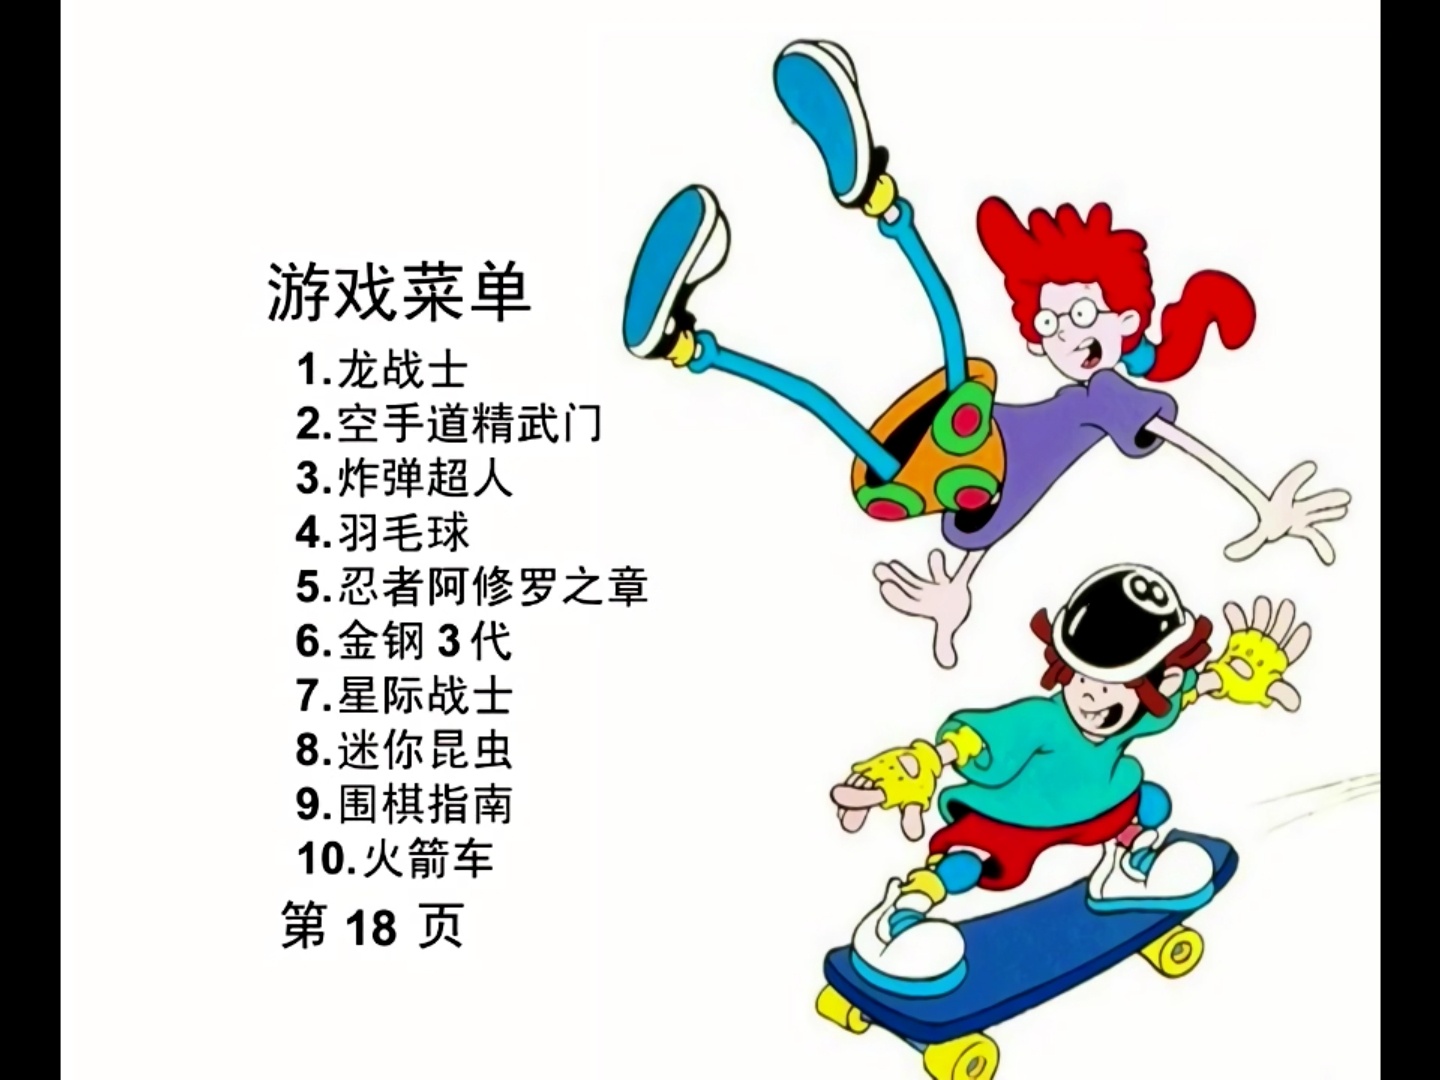 游戏菜单
1.龙战士
2.空手道精武门
3.炸弹超人
4.羽毛球
5.忍者阿修罗之章
6.金钢3代
7.星际战士
8.迷你昆虫
9.围棋指南
10.火箭车
第 18 页
8